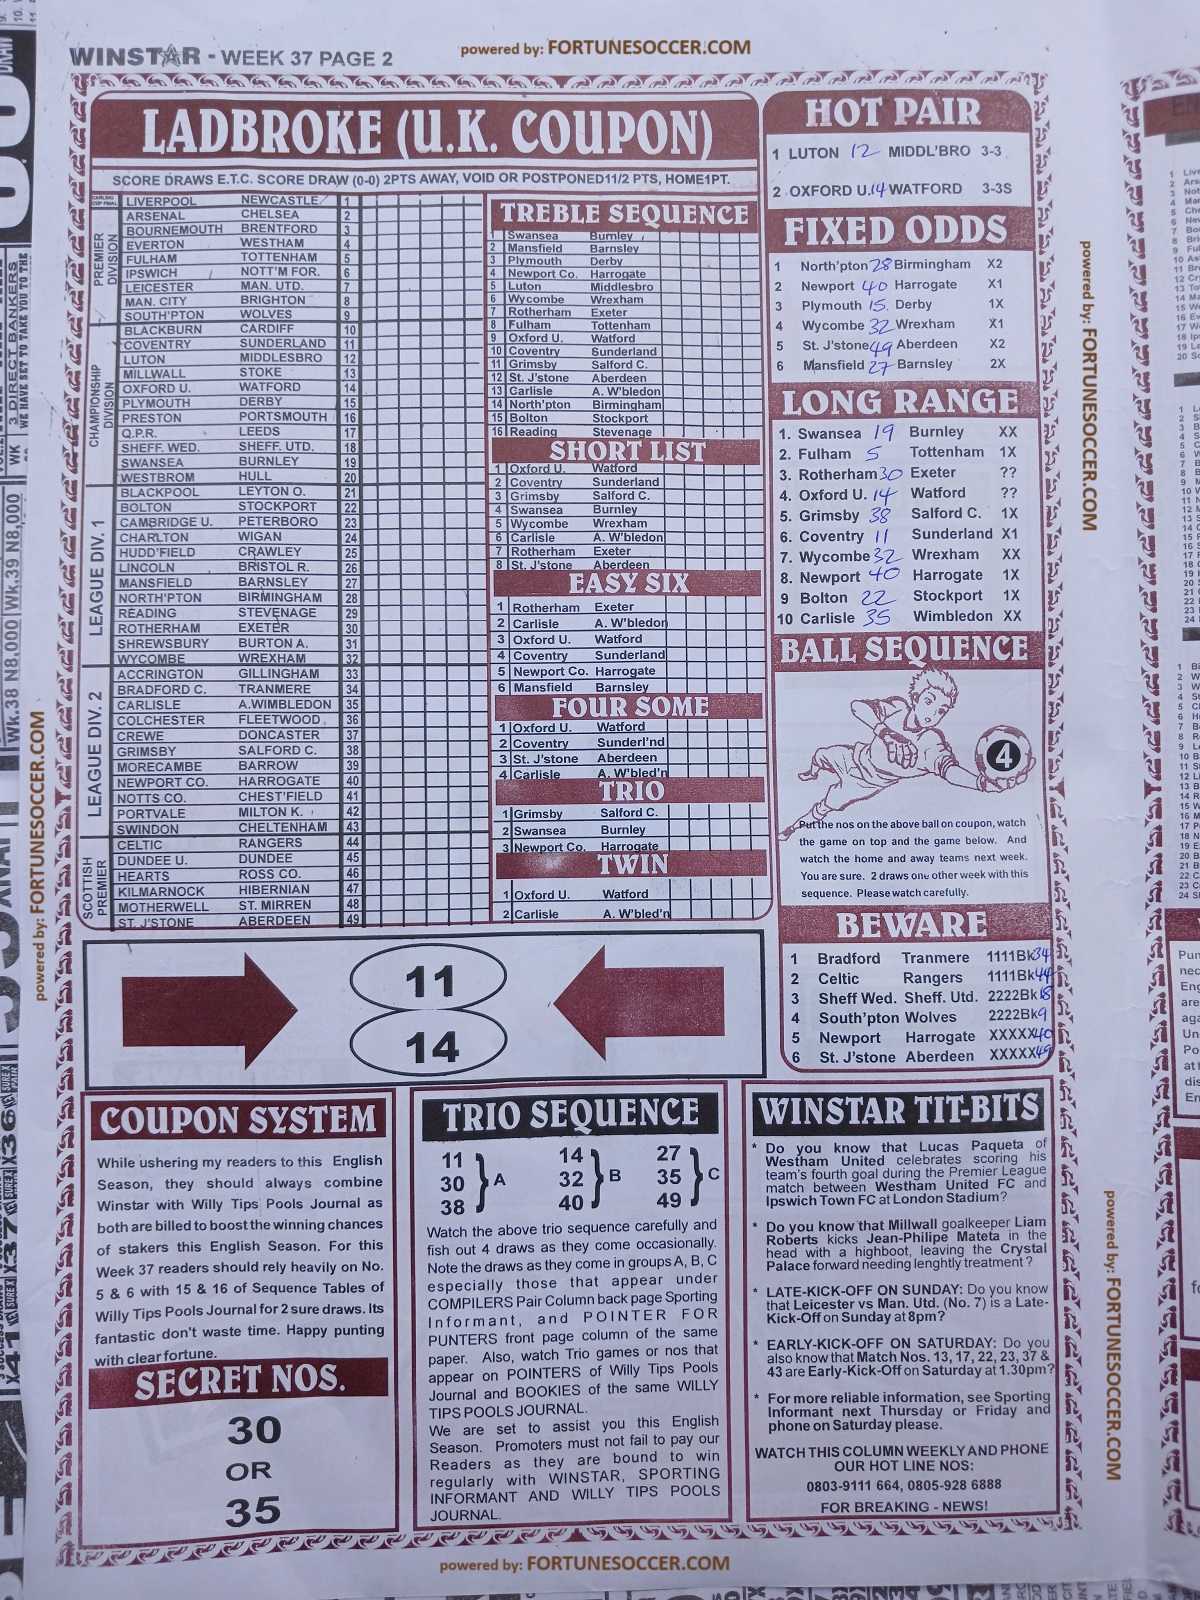 WINSTAR - WEEK 37 PAGE 2
powered by: FORTUNESOCCER.COM
LADBROKE (U.K. COUPON)
SCORE DRAWS E.T.C. SCORE DRAW (0-0) 2PTS AWAY, VOID OR POSTPONED11/2 PTS, HOME1PT.
CARLING CUP FINAL
LIVERPOOL NEWCASTLE 1
PREMIER DIVISION
ARSENAL CHELSEA 2
BOURNEMOUTH BRENTFORD 3
EVERTON WESTHAM 4
FULHAM TOTTENHAM 5
IPSWICH NOTT'M FOR. 6
LEICESTER MAN. UTD. 7
MAN. CITY BRIGHTON 8
SOUTH'PTON WOLVES 9
CHAMPIONSHIP DIVISION
BLACKBURN CARDIFF 10
COVENTRY SUNDERLAND 11
LUTON MIDDLESBRO 12
MILLWALL STOKE 13
OXFORD U. WATFORD 14
PLYMOUTH DERBY 15
PRESTON PORTSMOUTH 16
Q.P.R. LEEDS 17
SHEFF. WED. SHEFF. UTD. 18
SWANSEA BURNLEY 19
WESTBROM HULL 20
LEAGUE DIV. 1
BLACKPOOL LEYTON O. 21
BOLTON STOCKPORT 22
CAMBRIDGE U. PETERBORO 23
CHARLTON WIGAN 24
HUDD'FIELD CRAWLEY 25
LINCOLN BRISTOL R. 26
MANSFIELD BARNSLEY 27
NORTH'PTON BIRMINGHAM 28
READING STEVENAGE 29
ROTHERHAM EXETER 30
SHREWSBURY BURTON A. 31
WYCOMBE WREXHAM 32
LEAGUE DIV. 2
ACCRINGTON GILLINGHAM 33
BRADFORD C. TRANMERE 34
CARLISLE A.WIMBLEDON 35
COLCHESTER FLEETWOOD 36
CREWE DONCASTER 37
GRIMSBY SALFORD C. 38
MORECAMBE BARROW 39
NEWPORT CO. HARROGATE 40
NOTTS CO. CHEST'FIELD 41
PORTVALE MILTON K. 42
SWINDON CHELTENHAM 43
SCOTTISH PREMIER
CELTIC RANGERS 44
DUNDEE U. DUNDEE 45
HEARTS ROSS CO. 46
KILMARNOCK HIBERNIAN 47
MOTHERWELL ST. MIRREN 48
ST. J'STONE ABERDEEN 49
TREBLE SEQUENCE
1 Swansea Burnley
2 Mansfield Barnsley
3 Plymouth Derby
4 Newport Co. Harrogate
5 Luton Middlesbro
6 Wycombe Wrexham
7 Rotherham Exeter
8 Fulham Tottenham
9 Oxford U. Watford
10 Coventry Sunderland
11 Grimsby Salford C.
12 St. J'stone Aberdeen
13 Carlisle A. W'bledon
14 North'pton Birmingham
15 Bolton Stockport
16 Reading Stevenage
SHORT LIST
1 Oxford U. Watford
2 Coventry Sunderland
3 Grimsby Salford C.
4 Swansea Burnley
5 Wycombe Wrexham
6 Carlisle A. W'bledon
7 Rotherham Exeter
8 St. J'stone Aberdeen
EASY SIX
1 Rotherham Exeter
2 Carlisle A. W'bledon
3 Oxford U. Watford
4 Coventry Sunderland
5 Newport Co. Harrogate
6 Mansfield Barnsley
FOUR SOME
1 Oxford U. Watford
2 Coventry Sunderl'nd
3 St. J'stone Aberdeen
4 Carlisle A. W'bled'n
TRIO
1 Grimsby Salford C.
2 Swansea Burnley
3 Newport Co. Harrogate
TWIN
1 Oxford U. Watford
2 Carlisle A. W'bled'n
HOT PAIR
1 LUTON 12 MIDDL'BRO 3-3
2 OXFORD U. 14 WATFORD 3-3S
FIXED ODDS
1 North'pton 28 Birmingham X2
2 Newport 40 Harrogate X1
3 Plymouth 15. Derby 1X
4 Wycombe 32 Wrexham X1
5 St. J'stone 49 Aberdeen X2
6 Mansfield 27 Barnsley 2X
LONG RANGE
1. Swansea 19 Burnley XX
2. Fulham 5 Tottenham 1X
3. Rotherham 30 Exeter ??
4. Oxford U. 14 Watford ??
5. Grimsby 38 Salford C. 1X
6. Coventry 11 Sunderland X1
7. Wycombe 32 Wrexham XX
8. Newport 40 Harrogate 1X
9 Bolton 22 Stockport 1X
10 Carlisle 35 Wimbledon XX
BALL SEQUENCE
4
Put the nos on the above ball on coupon, watch
the game on top and the game below. And
watch the home and away teams next week.
You are sure. 2 draws one other week with this
sequence. Please watch carefully.
BEWARE
1 Bradford Tranmere 1111Bk 34
2 Celtic Rangers 1111Bk 44
3 Sheff Wed. Sheff. Utd. 2222Bk 18
4 South'pton Wolves 2222Bk 9
5 Newport Harrogate XXXXX 40
6 St. J'stone Aberdeen XXXXX 49
11
14
COUPON SYSTEM
While ushering my readers to this English
Season, they should always combine
Winstar with Willy Tips Pools Journal as
both are billed to boost the winning chances
of stakers this English Season. For this
Week 37 readers should rely heavily on No.
5 & 6 with 15 & 16 of Sequence Tables of
Willy Tips Pools Journal for 2 sure draws. Its
fantastic don't waste time. Happy punting
with clear fortune.
SECRET NOS.
30
OR
35
TRIO SEQUENCE
11 14 27
30 A 32 B 35 C
38 40 49
Watch the above trio sequence carefully and
fish out 4 draws as they come occasionally.
Note the draws as they come in groups A, B, C
especially those that appear under
COMPILERS Pair Column back page Sporting
Informant, and POINTER FOR
PUNTERS front page column of the same
paper. Also, watch Trio games or nos that
appear on POINTERS of Willy Tips Pools
Journal and BOOKIES of the same WILLY
TIPS POOLS JOURNAL.
We are set to assist you this English
Season. Promoters must not fail to pay our
Readers as they are bound to win
regularly with WINSTAR, SPORTING
INFORMANT AND WILLY TIPS POOLS
JOURNAL.
WINSTAR TIT-BITS
* Do you know that Lucas Paqueta of
Westham United celebrates scoring his
team's fourth goal during the Premier League
match between Westham United FC and
Ipswich Town FC at London Stadium?
* Do you know that Millwall goalkeeper Liam
Roberts kicks Jean-Philipe Mateta in the
head with a highboot, leaving the Crystal
Palace forward needing lenghtly treatment?
* LATE-KICK-OFF ON SUNDAY: Do you know
that Leicester vs Man. Utd. (No. 7) is a Late-
Kick-Off on Sunday at 8pm?
* EARLY-KICK-OFF ON SATURDAY: Do you
also know that Match Nos. 13, 17, 22, 23, 37 &
43 are Early-Kick-Off on Saturday at 1.30pm?
* For more reliable information, see Sporting
Informant next Thursday or Friday and
phone on Saturday please.
WATCH THIS COLUMN WEEKLY AND PHONE
OUR HOT LINE NOS:
0803-9111 664, 0805-928 6888
FOR BREAKING - NEWS!
powered by: FORTUNESOCCER.COM
powered by: FORTUNESOCCER.COM
powered by: FORTUNESOCCER.COM
powered by: FORTUNESOCCER.COM
3 DIRECT BANKERS
WE HAVE SET TO TAKE YOU TO THE
Wk.38 N8,000 Wk.39 N8,000